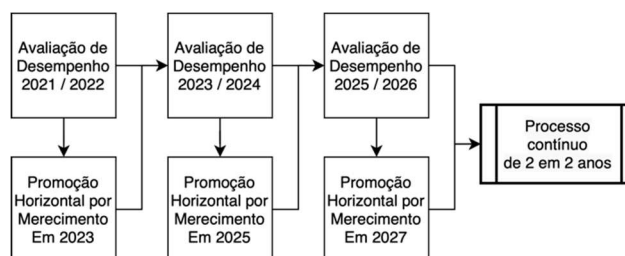 Avaliação de
Desempenho
2021 / 2022
Avaliação de
Desempenho
2023 / 2024
Avaliação de
Desempenho
2025 / 2026
Processo
contínuo
de 2 em 2 anos
Promoção
Horizontal por
Merecimento
Em 2023
Promoção
Horizontal por
Merecimento
Em 2025
Promoção
Horizontal por
Merecimento
Em 2027